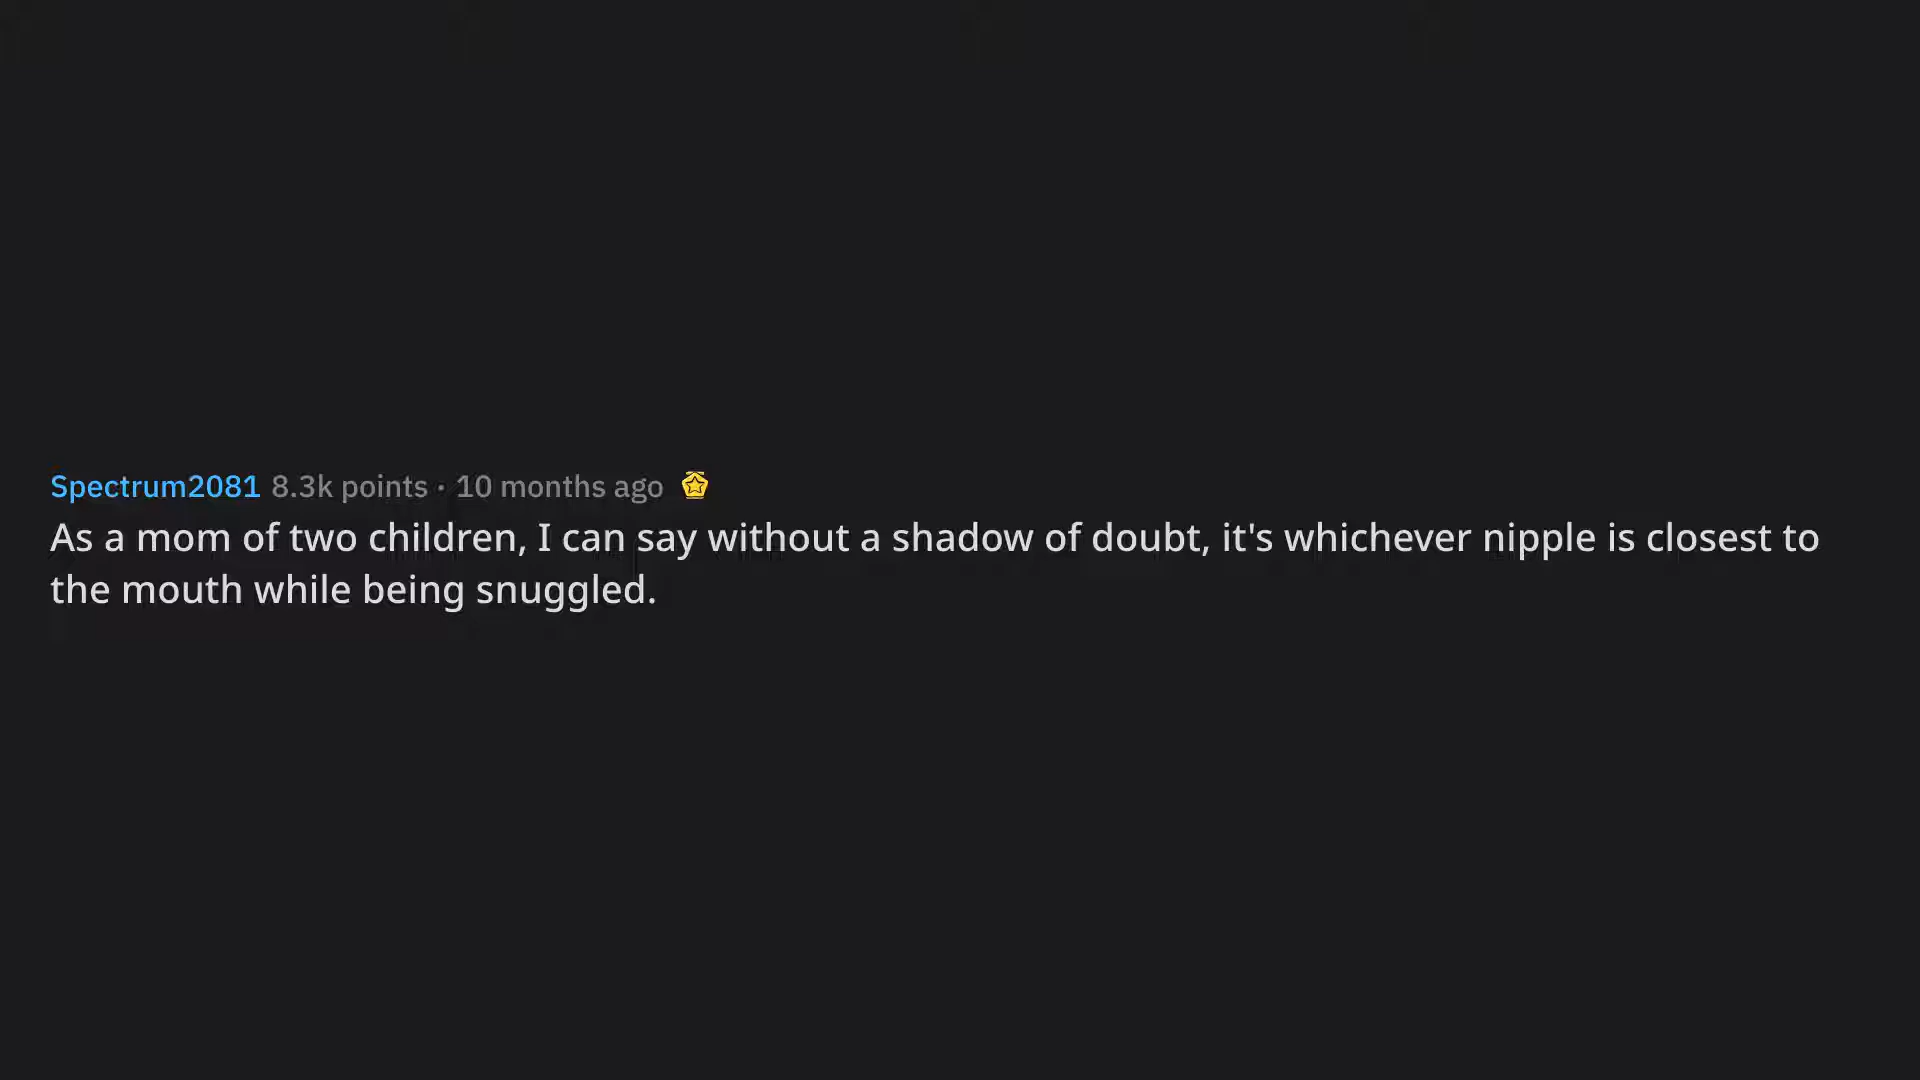 Spectrum2081 8.3k points · 10 months ago
As a mom of two children, I can say without a shadow of doubt, it's whichever nipple is closest to
the mouth while being snuggled.